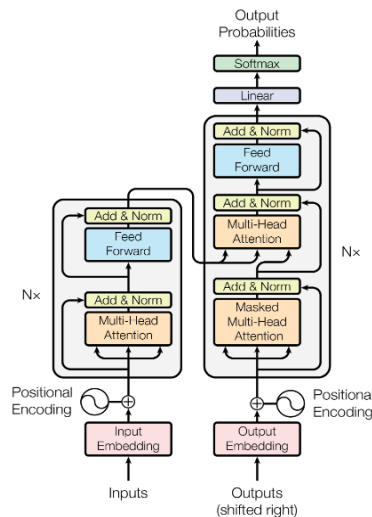 Output
Probabilities
Softmax
Linear
Add & Norm
Feed
Forward
Add & Norm
Multi-Head
Attention
Nx
Add & Norm
Masked
Multi-Head
Attention
Positional
Encoding
Output
Embedding
Outputs
(shifted right)
Add & Norm
Feed
Forward
Nx
Add & Norm
Multi-Head
Attention
Positional
Encoding
Input
Embedding
Inputs